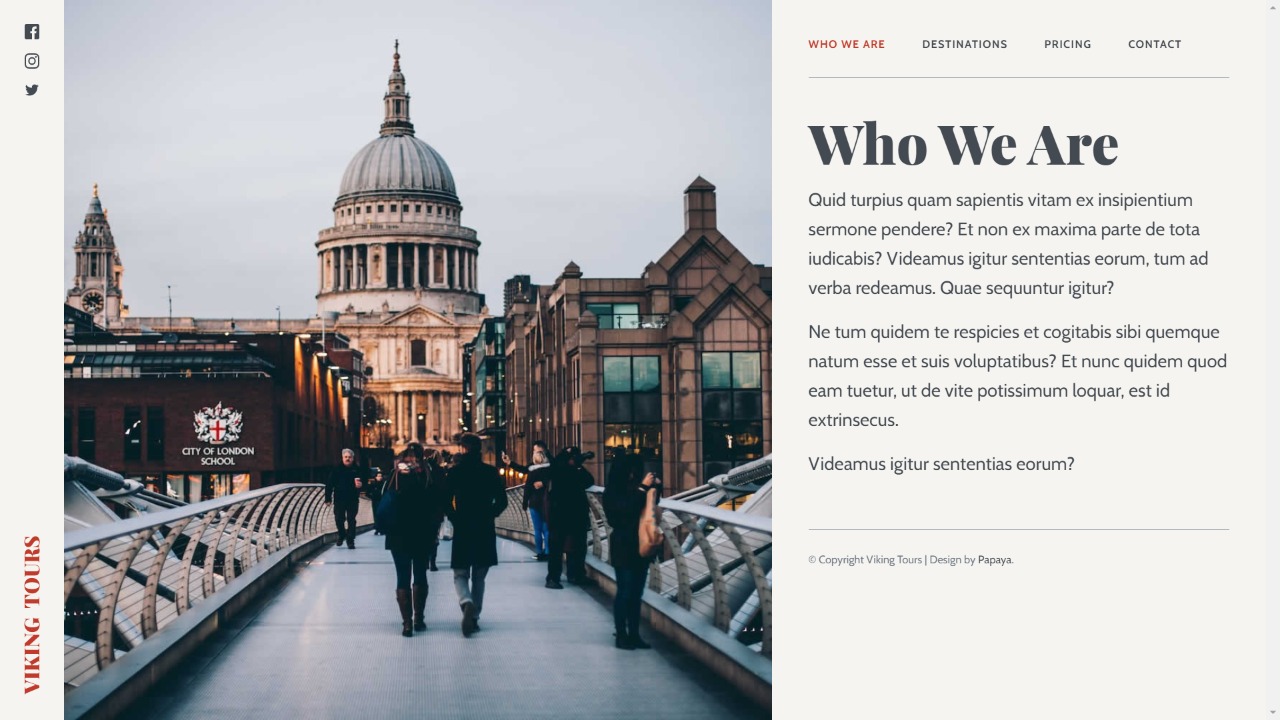 VIKING TOURS
CITY OF LONDON
SCHOOL
WHO WE ARE
DESTINATIONS
PRICING
CONTACT
Who We Are
Quid turpius quam sapientis vitam ex insipientium
sermone pendere? Et non ex maxima parte de tota
iudicabis? Videamus igitur sententias eorum, tum ad
verba redeamus. Quae sequuntur igitur?
Ne tum quidem te respicies et cogitabis sibi quemque
natum esse et suis voluptatibus? Et nunc quidem quod
eam tuetur, ut de vite potissimum loquar, est id
extrinsecus.
Videamus igitur sententias eorum?
© Copyright Viking Tours | Design by Papaya.